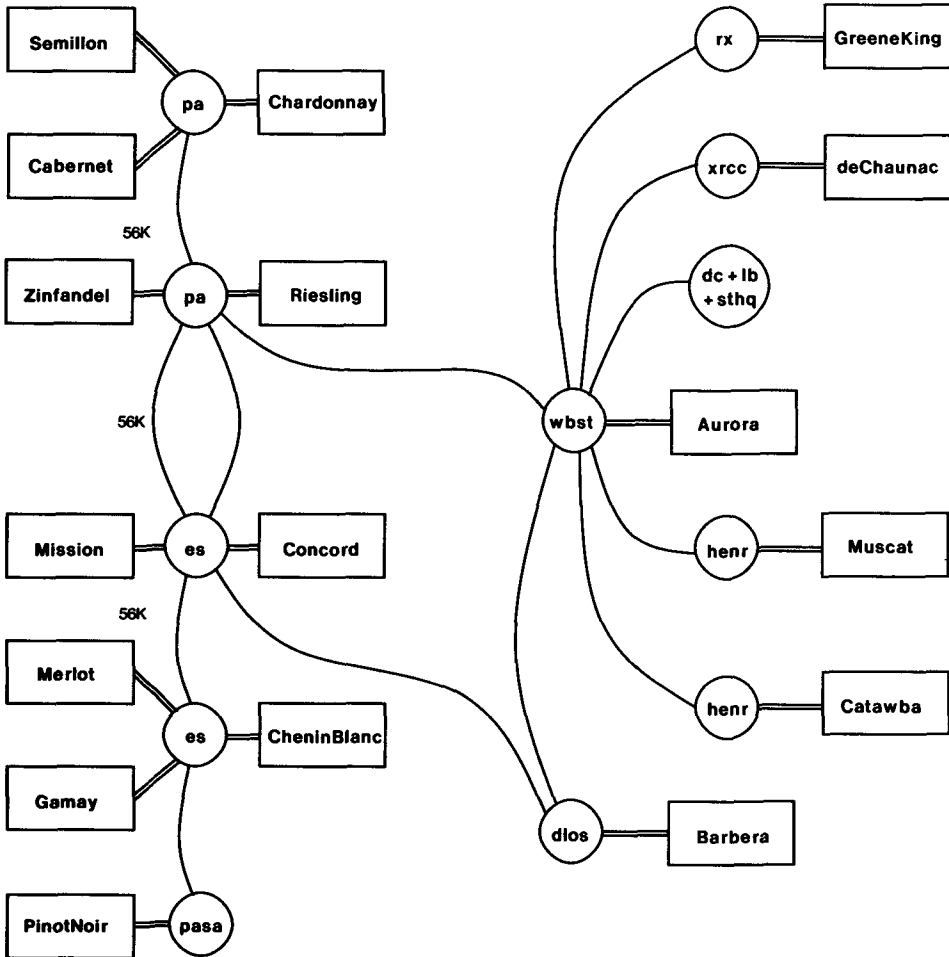 Semillon
pa
Chardonnay
Cabernet
56K
Zinfandel
pa
Riesling
56K
Mission
es
Concord
56K
Merlot
es
CheninBlanc
Gamay
PinotNoir
pasa
rx
GreeneKing
xrcc
deChaunac
dc + lb
+ sthq
wbst
Aurora
henr
Muscat
henr
Catawba
dlos
Barbera